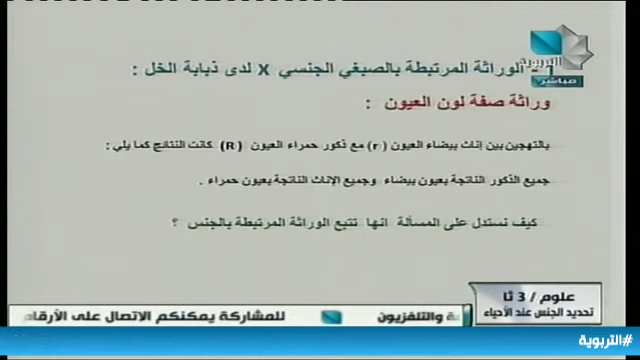 1 - الوراثة المرتبطة بالصبغي الجنسي X لدى ذبابة الخل :
التربوية
مباشر
وراثة صفة لون العيون :
بالتهجين بين إناث بيضاء العيون (r) مع ذكور حمراء العيون (R) كانت النتائج كما يلي :
جميع الذكور الناتجة بعيون بيضاء وجميع الإناث الناتجة بعيون حمراء .
كيف نستدل على المسألة انها تتبع الوراثة المرتبطة بالجنس ؟
علوم / 3 ثا
تحديد الجنس عند الأحياء
ة والتلفزيون للمشاركة يمكنكم الاتصال على الأرقام
#التربوية